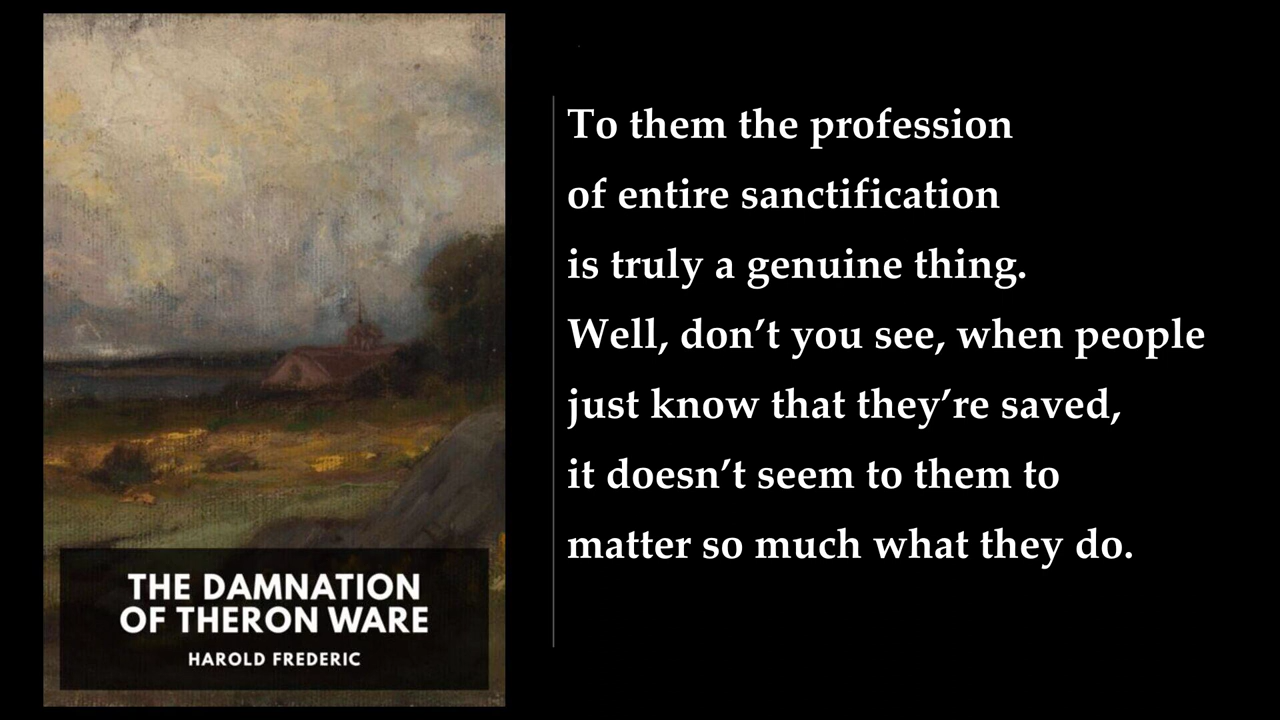 THE DAMNATION
OF THERON WARE
HAROLD FREDERIC
To them the profession
of entire sanctification
is truly a genuine thing.
Well, don’t you see, when people
just know that they’re saved,
it doesn’t seem to them to
matter so much what they do.